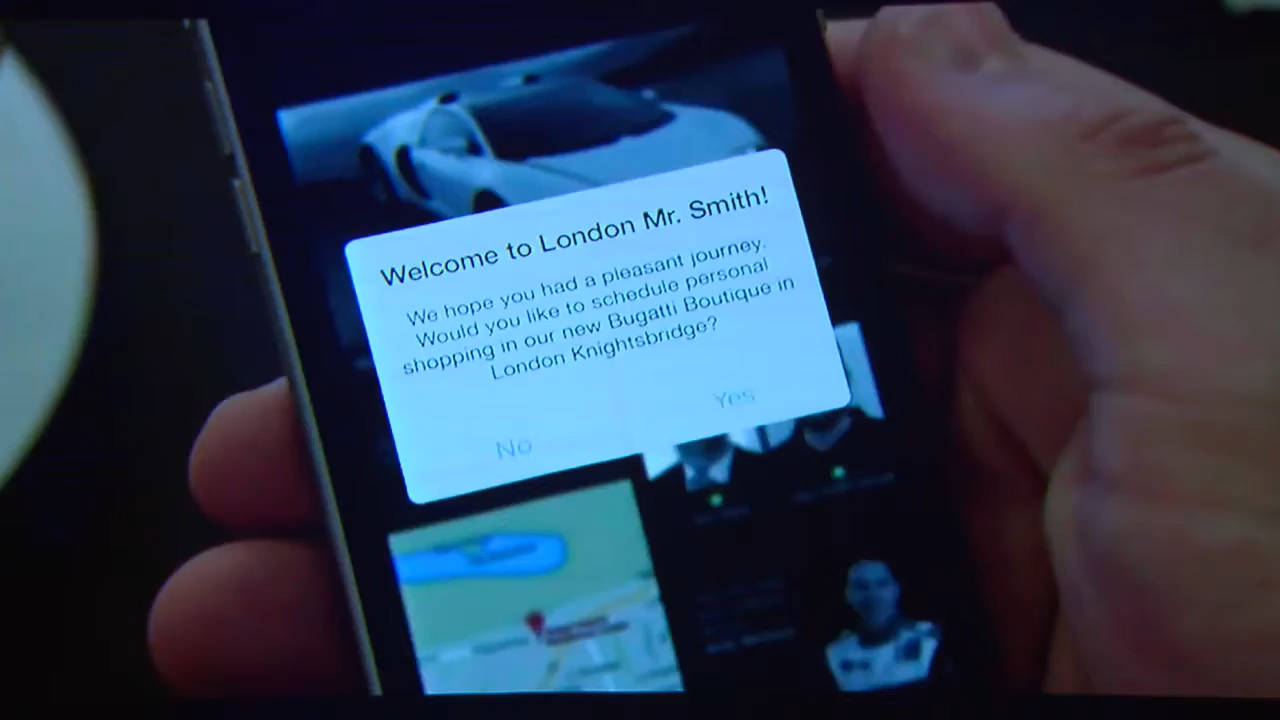 Welcome to London Mr. Smith!
We hope you had a pleasant journey.
Would you like to schedule personal
shopping in our new Bugatti Boutique in
London Knightsbridge?
No
Yes